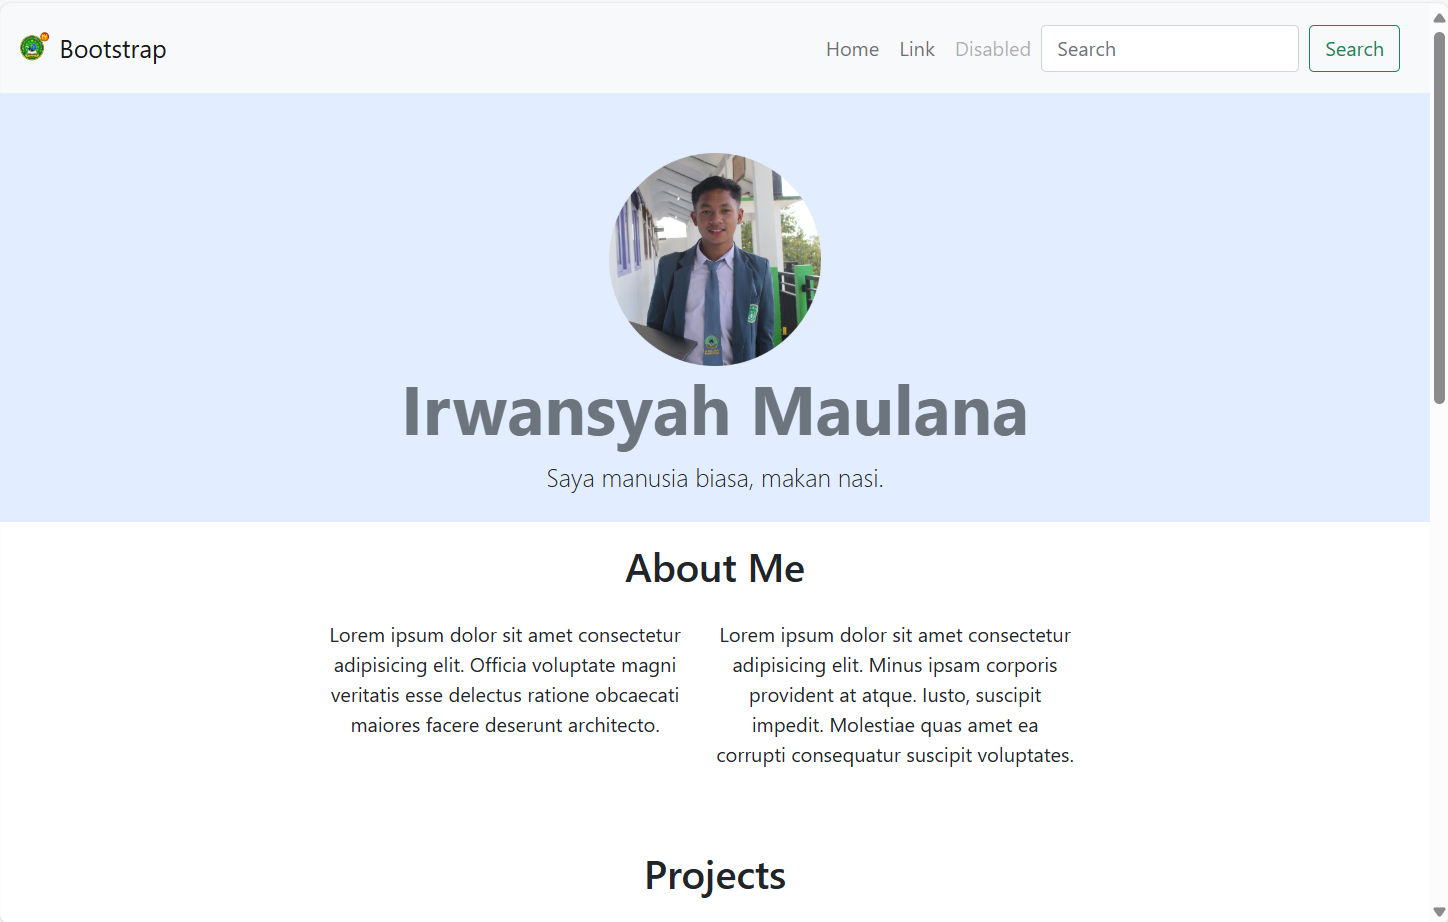 Bootstrap
Home Link Disabled Search Search
Irwansyah Maulana
Saya manusia biasa, makan nasi.
About Me
Lorem ipsum dolor sit amet consectetur
adipisicing elit. Officia voluptate magni
veritatis esse delectus ratione obcaecati
maiores facere deserunt architecto.
Lorem ipsum dolor sit amet consectetur
adipisicing elit. Minus ipsam corporis
provident at atque. Iusto, suscipit
impedit. Molestiae quas amet ea
corrupti consequatur suscipit voluptates.
Projects